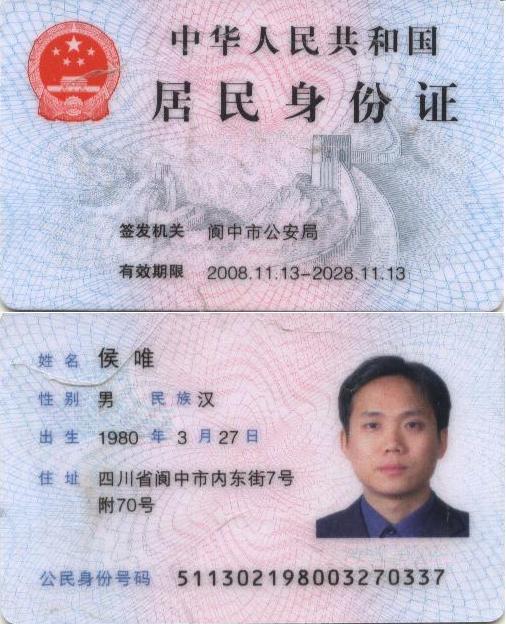 中华人民共和国
居民身份证
签发机关 阆中市公安局
有效期限 2008.11.13-2028.11.13
姓名 侯唯
性别 男 民族 汉
出生 1980 年 3 月 27 日
住址 四川省阆中市内东街7号
附70号
公民身份号码 511302198003270337